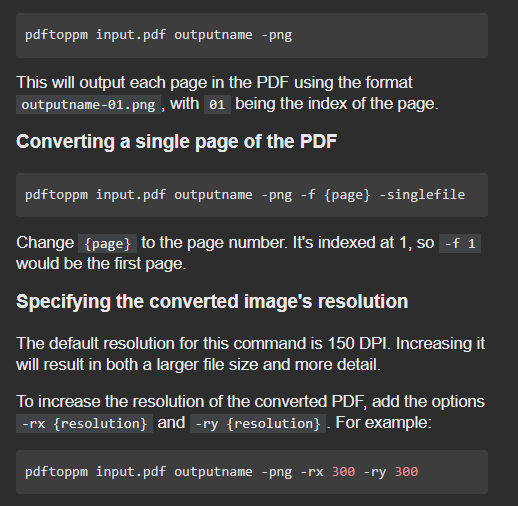 pdftoppm input.pdf outputname -png
This will output each page in the PDF using the format
outputname-01.png , with 01 being the index of the page.
Converting a single page of the PDF
pdftoppm input.pdf outputname -png -f {page} -singlefile
Change {page} to the page number. It's indexed at 1, so -f 1
would be the first page.
Specifying the converted image's resolution
The default resolution for this command is 150 DPI. Increasing it
will result in both a larger file size and more detail.
To increase the resolution of the converted PDF, add the options
-rx {resolution} and -ry {resolution} . For example:
pdftoppm input.pdf outputname -png -rx 300 -ry 300